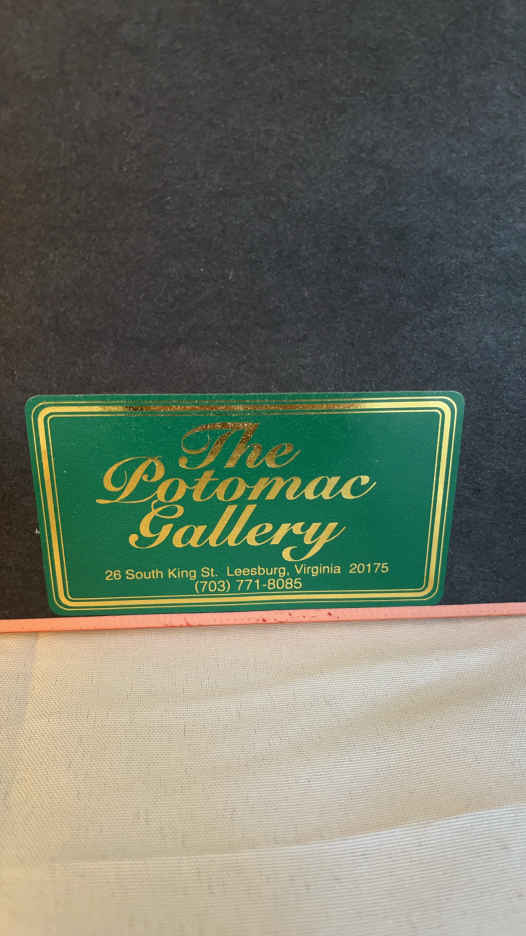 The
Potomac
Gallery
26 South King St.  Leesburg, Virginia  20175
(703) 771-8085